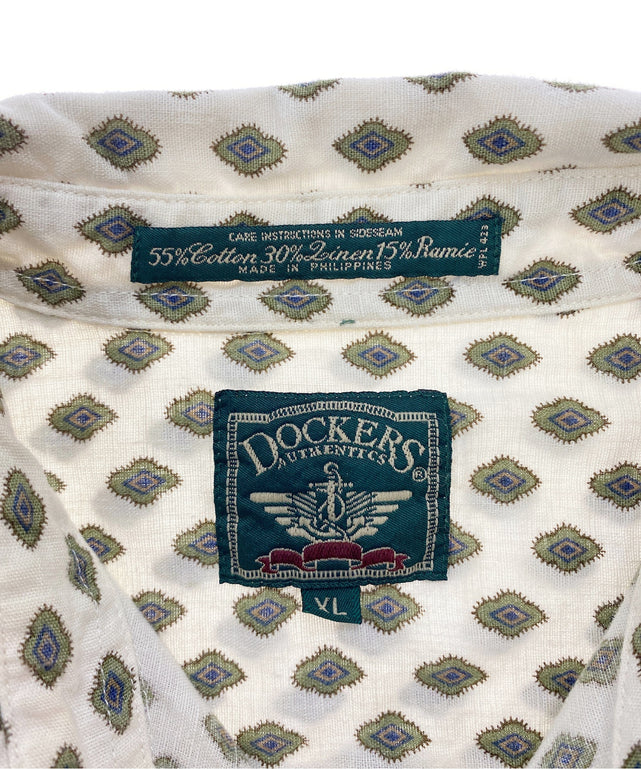 CARE INSTRUCTIONS IN SIDESEAM
55% Cotton 30% Linen 15% Ramie
MADE IN PHILIPPINES
WPL 423
DOCKERS
AUTHENTICS
®
XL